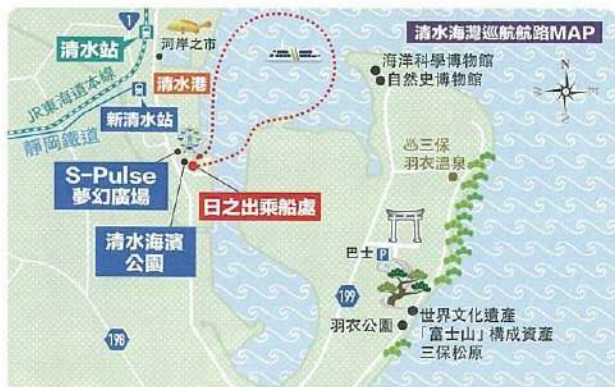 清水海灣巡航航路MAP
1
清水站
河岸之市
清水港
JR東海道本線
新清水站
靜岡鐵道
S-Pulse
夢幻廣場
日之出乘船處
清水海濱
公園
198
海洋科學博物館
自然史博物館
三保
羽衣溫泉
巴士 P
199
羽衣公園
世界文化遺產
「富士山」構成資產
三保松原